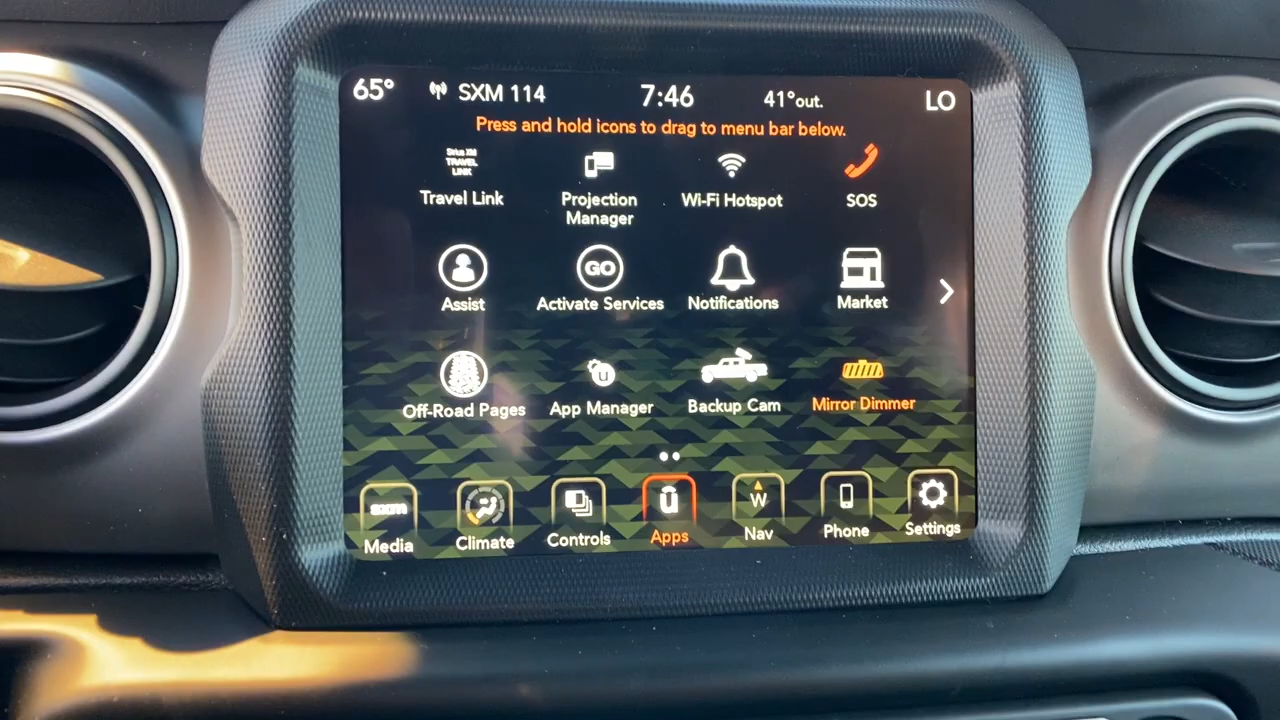 65° SXM 114 7:46 41°out. LO
Press and hold icons to drag to menu bar below.
Sirius XM
TRAVEL
LINK
Travel Link
Projection
Manager
Wi-Fi Hotspot
SOS
GO
Assist
Activate Services
Notifications
Market
Off-Road Pages
App Manager
Backup Cam
Mirror Dimmer
sxm
Media
Climate
Controls
Apps
W
Nav
Phone
Settings